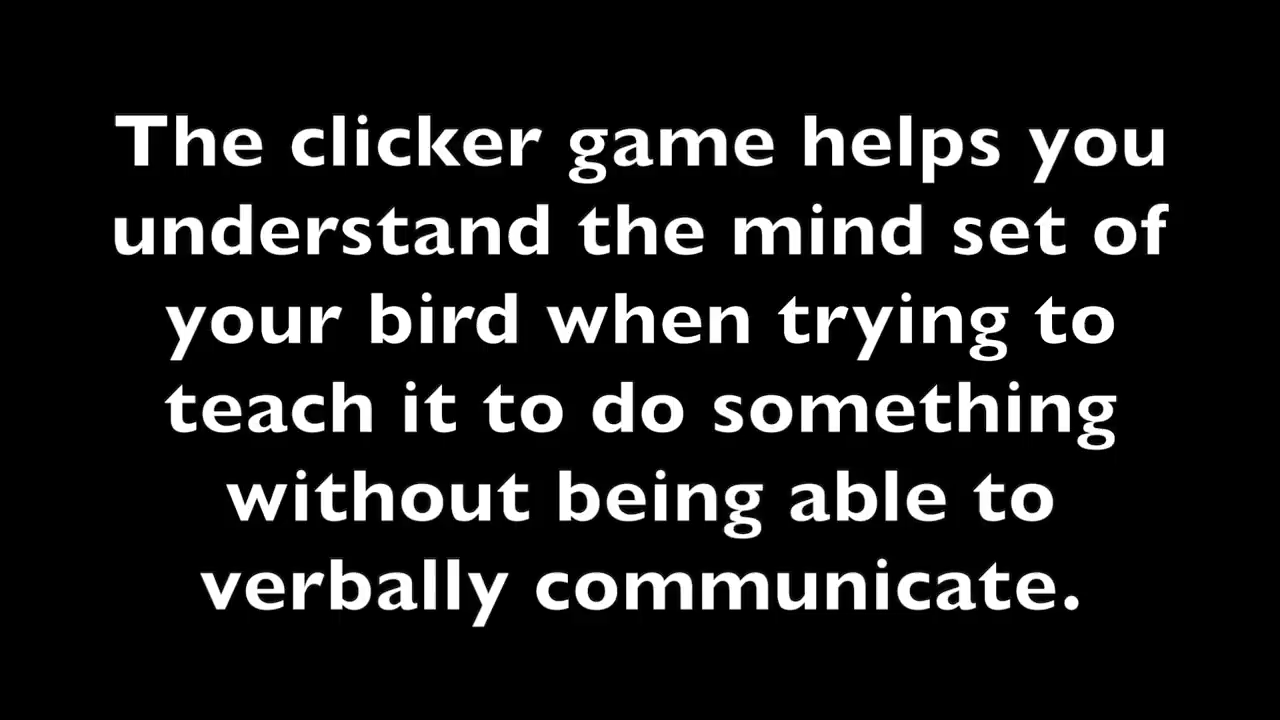 The clicker game helps you
understand the mind set of
your bird when trying to
teach it to do something
without being able to
verbally communicate.